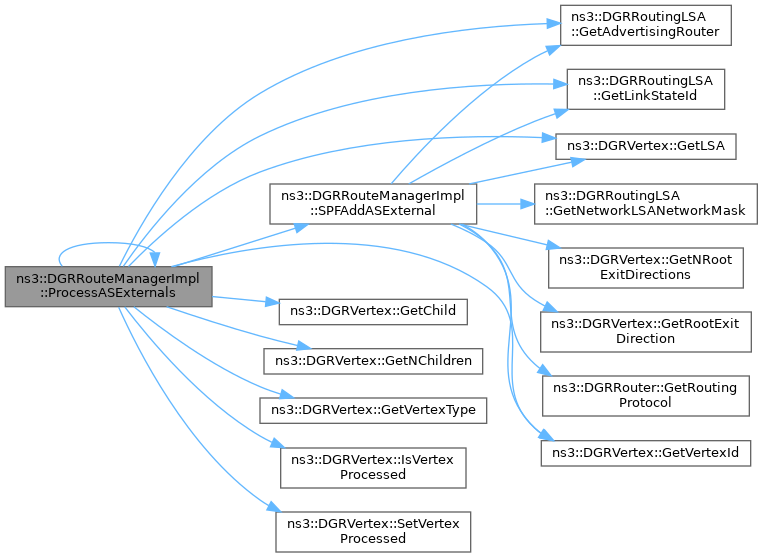 ns3::DGRRoutingLSA
::GetAdvertisingRouter
ns3::DGRRoutingLSA
::GetLinkStateId
ns3::DGRVertex::GetLSA
ns3::DGRRouteManagerImpl
::SPFAddASExternal
ns3::DGRRoutingLSA
::GetNetworkLSANetworkMask
ns3::DGRVertex::GetNRoot
ExitDirections
ns3::DGRRouteManagerImpl
::ProcessASExternals
ns3::DGRVertex::GetChild
ns3::DGRVertex::GetRootExit
Direction
ns3::DGRVertex::GetNChildren
ns3::DGRRouter::GetRouting
Protocol
ns3::DGRVertex::GetVertexType
ns3::DGRVertex::GetVertexId
ns3::DGRVertex::IsVertex
Processed
ns3::DGRVertex::SetVertex
Processed